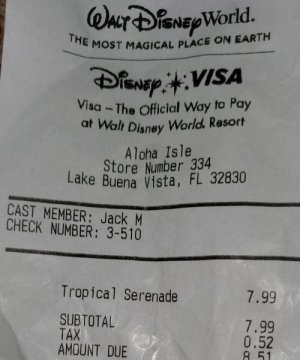 Walt Disney World.
THE MOST MAGICAL PLACE ON EARTH
Disney VISA
Visa – The Official Way to Pay
at Walt Disney World® Resort
Aloha Isle
Store Number 334
Lake Buena Vista, FL 32830
CAST MEMBER: Jack M
CHECK NUMBER: 3-510
Tropical Serenade 7.99
SUBTOTAL 7.99
TAX 0.52
AMOUNT DUE 8.51